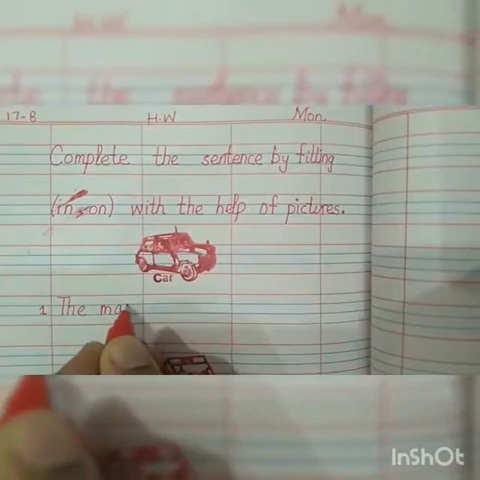 17-8 H.W Mon.
Complete the sentence by filling
(in, on) with the help of pictures.
Car
1 The ma
InShOt